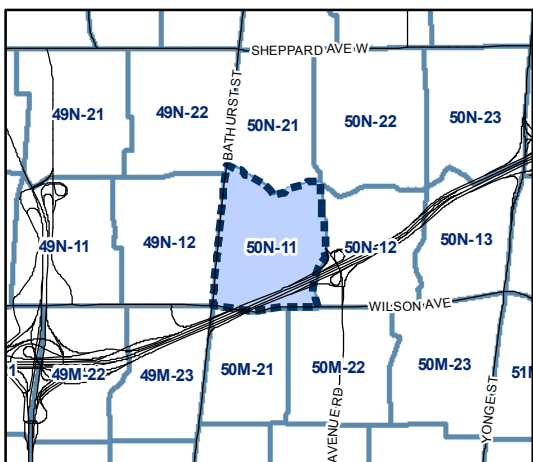 SHEPPARD AVE W
BATHURST ST
49N-21
49N-22
50N-21
50N-22
50N-23
49N-11
49N-12
50N-11
50N-12
50N-13
WILSON AVE
1
49M-22
49M-23
50M-21
50M-22
50M-23
51
AVENUE RD
YONGE ST